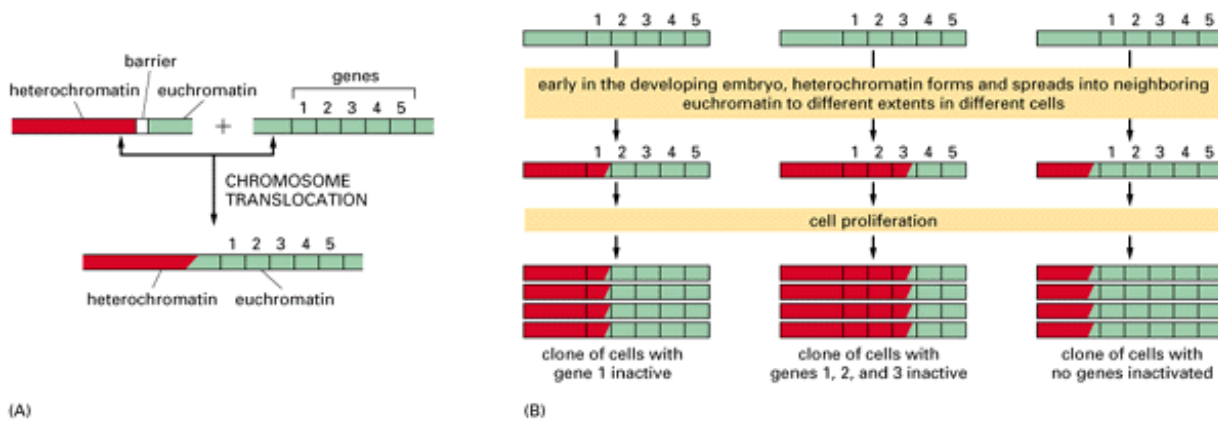 barrier
heterochromatin
euchromatin
genes
1 2 3 4 5
+
CHROMOSOME
TRANSLOCATION
1 2 3 4 5
heterochromatin
euchromatin
(A)
1 2 3 4 5
1 2 3 4 5
1 2 3 4 5
early in the developing embryo, heterochromatin forms and spreads into neighboring
euchromatin to different extents in different cells
1 2 3 4 5
1 2 3 4 5
1 2 3 4 5
cell proliferation
clone of cells with
gene 1 inactive
clone of cells with
genes 1, 2, and 3 inactive
clone of cells with
no genes inactivated
(B)